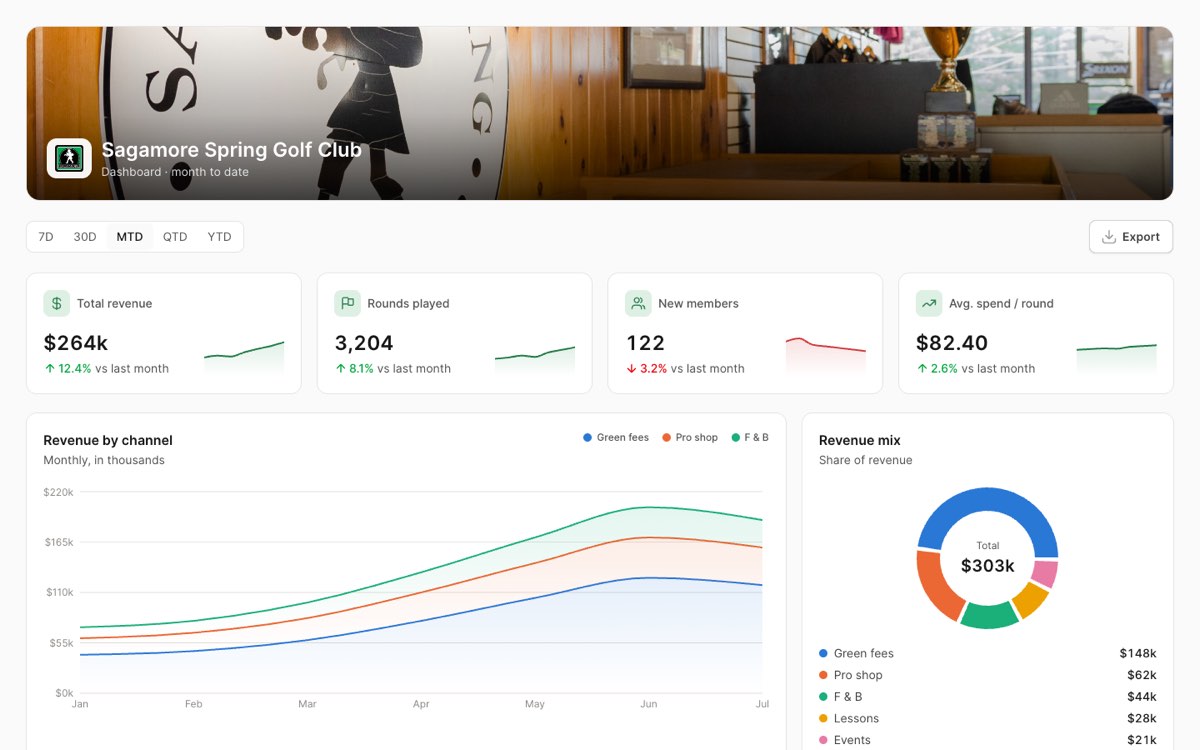 SA
NG
SRIXON
adidas
Sagamore Spring Golf Club
Dashboard · month to date
7D 30D MTD QTD YTD
Export
Total revenue
$264k
↑ 12.4% vs last month
Rounds played
3,204
↑ 8.1% vs last month
New members
122
↓ 3.2% vs last month
Avg. spend / round
$82.40
↑ 2.6% vs last month
Revenue by channel
Monthly, in thousands
Green fees Pro shop F & B
$220k
$165k
$110k
$55k
$0k
Jan Feb Mar Apr May Jun Jul
Revenue mix
Share of revenue
Total
$303k
Green fees $148k
Pro shop $62k
F & B $44k
Lessons $28k
Events $21k